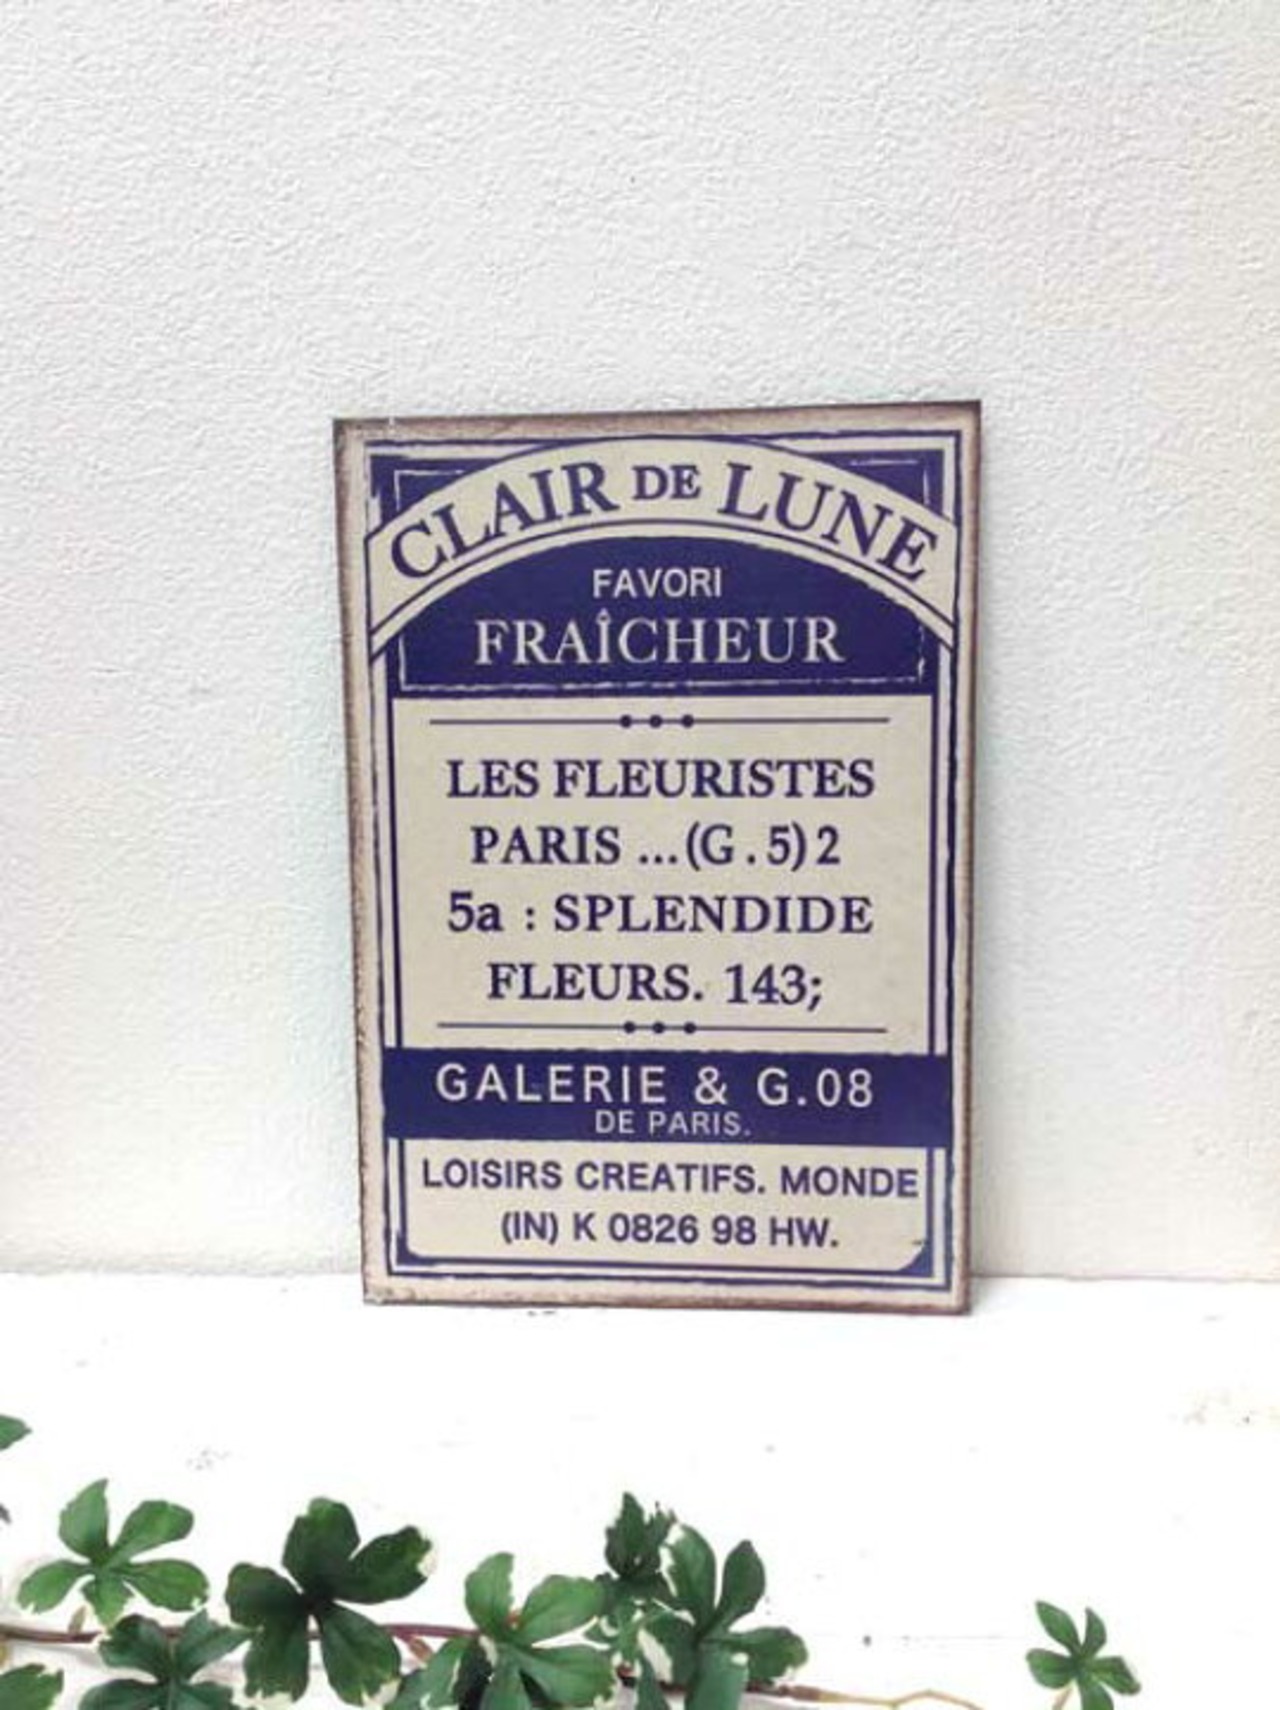 CLAIR DE LUNE
FAVORI
FRAÎCHEUR
LES FLEURISTES
PARIS ...(G.5)2
5a : SPLENDIDE
FLEURS. 143;
GALERIE & G.08
DE PARIS.
LOISIRS CREATIFS. MONDE
(IN) K 0826 98 HW.